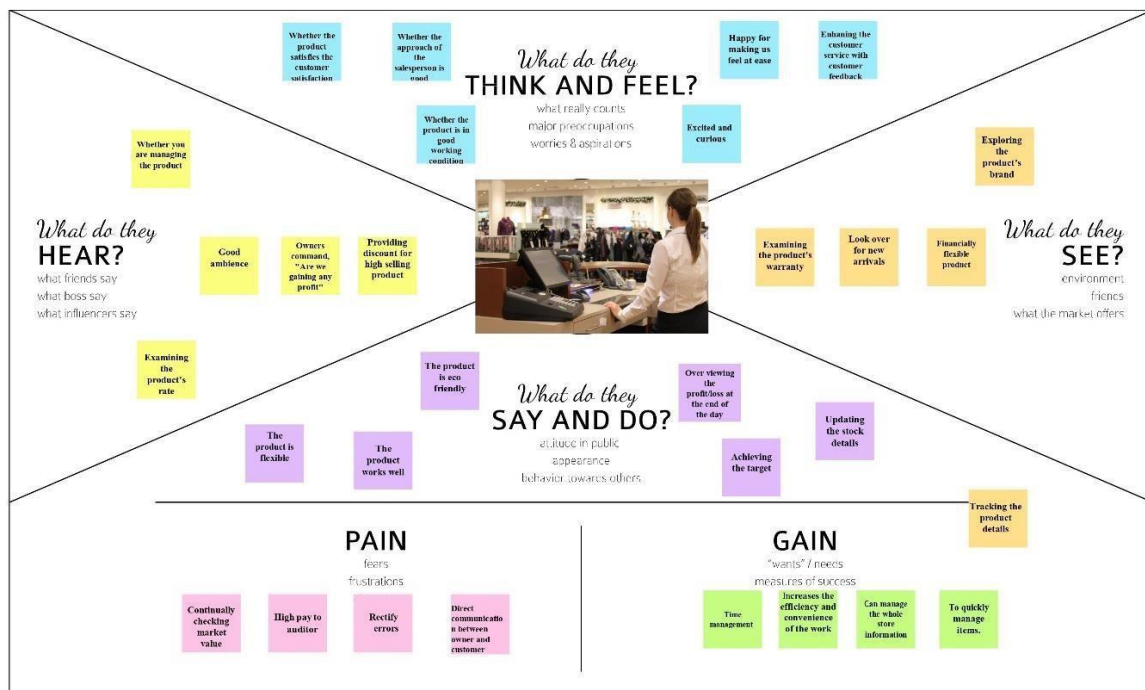 Whether the
product
satisfies the
customer
satisfaction
Whether the
approach of
the
salesperson is
good
Whether the
product is in
good
working
condition
What do they
THINK AND FEEL?
what really counts
major preoccupations
worries & aspirations
Happy for
making us
feel at ease
Enhaning the
customer
service with
customer
feedback
Excited and
curious
Whether you
are managing
the product
What do they
HEAR?
what friends say
what boss say
what influencers say
Good
ambience
Owners
command,
"Are we
gaining any
profit"
Providing
discount for
high selling
product
Examining
the
product's
rate
Exploring
the
product's
brand
Examining
the product's
warranty
Look over
for new
arrivals
Financially
flexible
product
What do they
SEE?
environment
friends
what the market offers
The product
is eco
friendly
The
product is
flexible
The
product
works well
What do they
SAY AND DO?
attitude in public
appearance
behavior towards others
Over viewing
the
profit/loss at
the end of
the day
Achieving
the target
Updating
the stock
details
Tracking the
product
details
PAIN
fears
frustrations
Continually
checking
market
value
High pay to
auditor
Rectify
errors
Direct
communicatio
n between
owner and
customer
GAIN
"wants" / needs
measures of success
Time
management
Increases the
efficiency and
convenience
of the work
Can manage
the whole
store
information
To quickly
manage
items.